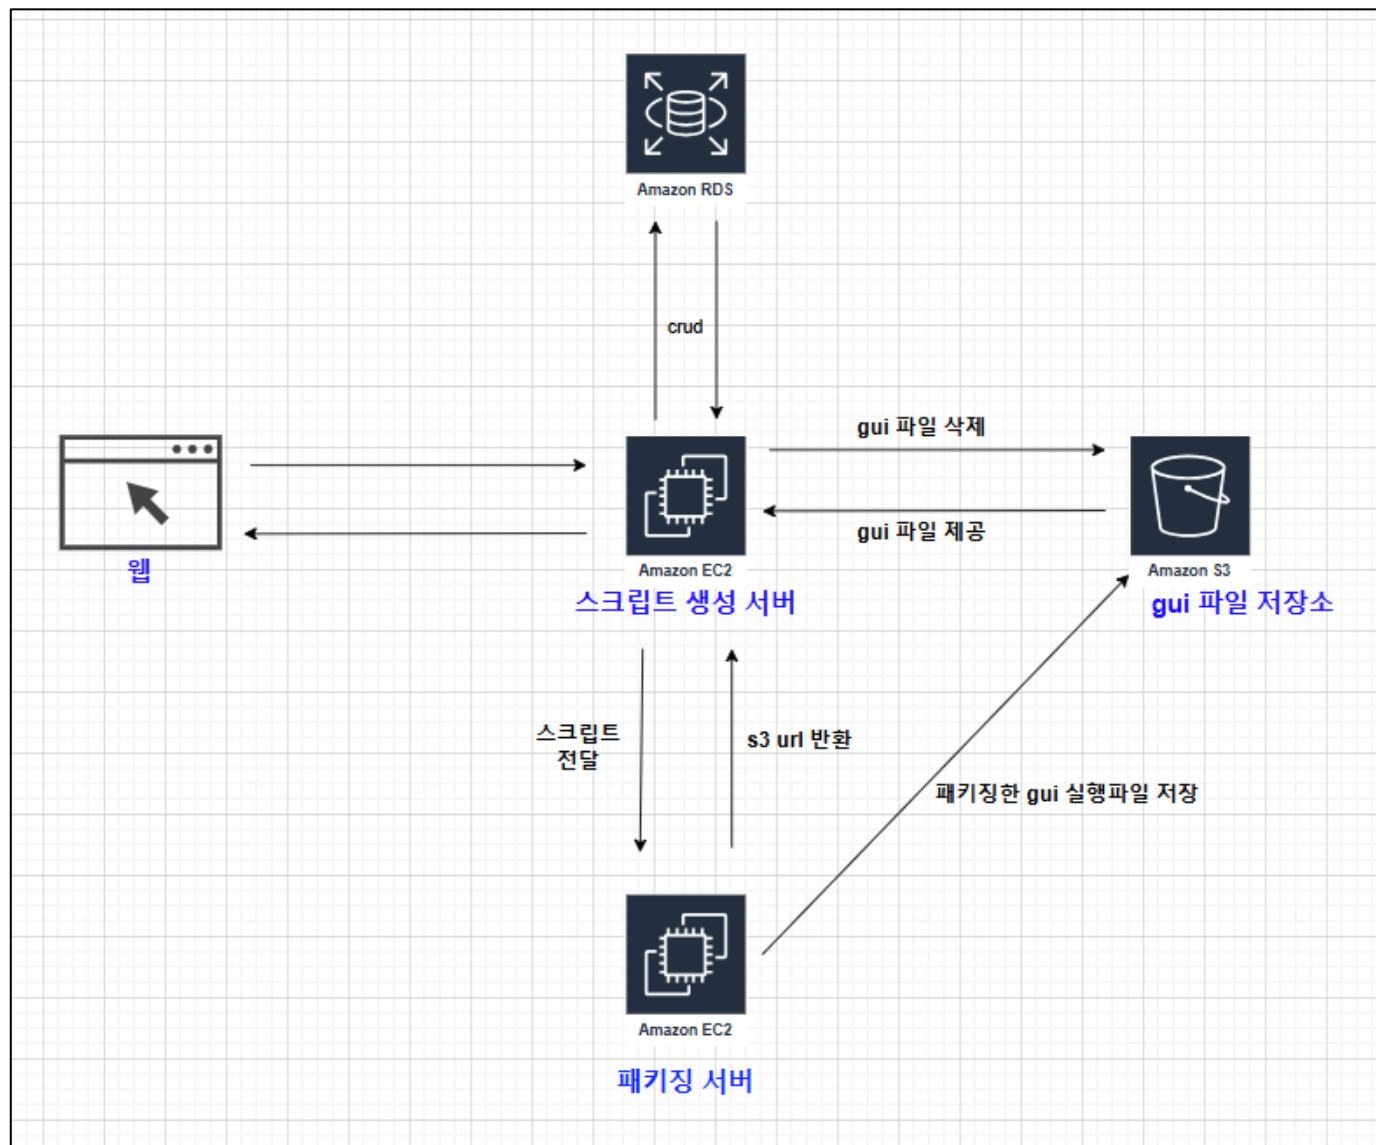 Amazon RDS
crud
gui 파일 삭제
gui 파일 제공
웹
Amazon EC2
스크립트 생성 서버
Amazon S3
gui 파일 저장소
스크립트
전달
s3 url 반환
패키징한 gui 실행파일 저장
Amazon EC2
패키징 서버